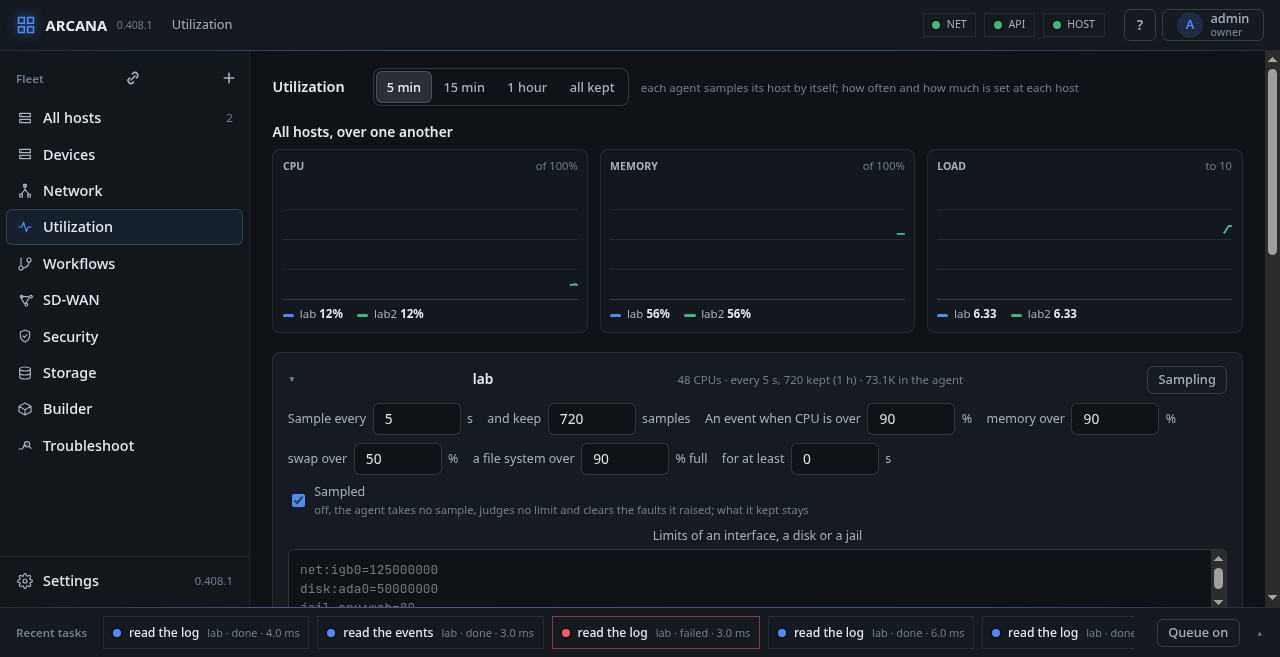 ARCANA 0.408.1 Utilization NET API HOST ? A admin
owner
Fleet
All hosts 2
Devices
Network
Utilization
Workflows
SD-WAN
Security
Storage
Builder
Troubleshoot
Settings 0.408.1
Utilization 5 min 15 min 1 hour all kept each agent samples its host by itself; how often and how much is set at each host
All hosts, over one another
CPU of 100%
lab 12% lab2 12%
MEMORY of 100%
lab 56% lab2 56%
LOAD to 10
lab 6.33 lab2 6.33
lab 48 CPUs · every 5 s, 720 kept (1 h) · 73.1K in the agent Sampling
Sample every 5 s and keep 720 samples An event when CPU is over 90 % memory over 90 %
swap over 50 % a file system over 90 % full for at least 0 s
Sampled
off, the agent takes no sample, judges no limit and clears the faults it raised; what it kept stays
Limits of an interface, a disk or a jail
net:igb0=125000000
disk:ada0=50000000
Recent tasks read the log lab · done · 4.0 ms read the events lab · done · 3.0 ms read the log lab · failed · 3.0 ms read the log lab · done · 6.0 ms read the log lab · done Queue on